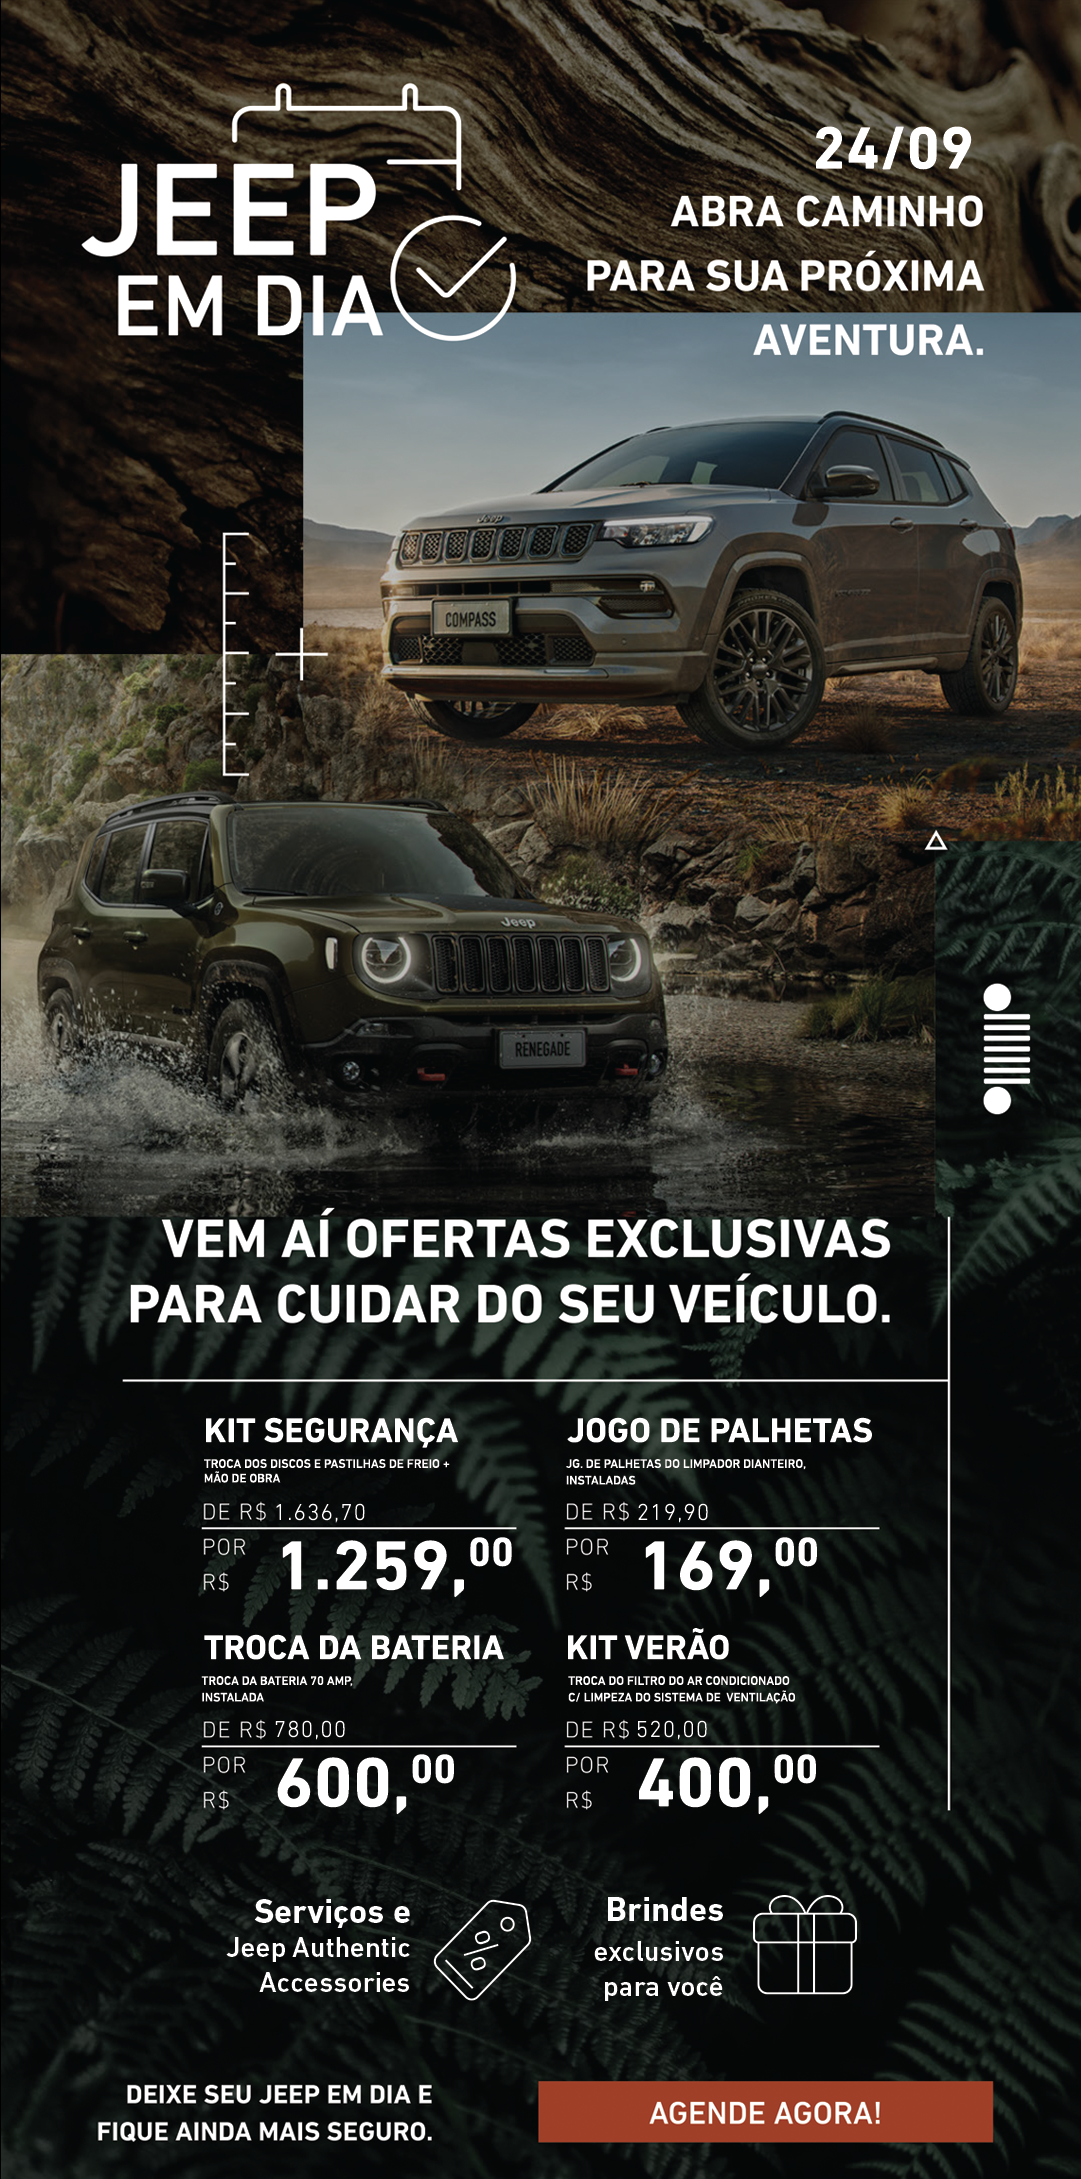 JEEP
EM DIA
24/09
ABRA CAMINHO
PARA SUA PRÓXIMA
AVENTURA.
Jeep
COMPASS
Jeep
RENEGADE
VEM AÍ OFERTAS EXCLUSIVAS
PARA CUIDAR DO SEU VEÍCULO.
KIT SEGURANÇA
TROCA DOS DISCOS E PASTILHAS DE FREIO +
MÃO DE OBRA
DE R$ 1.636,70
POR
R$ 1.259,00
JOGO DE PALHETAS
JG. DE PALHETAS DO LIMPADOR DIANTEIRO,
INSTALADAS
DE R$ 219,90
POR
R$ 169,00
TROCA DA BATERIA
TROCA DA BATERIA 70 AMP,
INSTALADA
DE R$ 780,00
POR
R$ 600,00
KIT VERÃO
TROCA DO FILTRO DO AR CONDICIONADO
C/ LIMPEZA DO SISTEMA DE VENTILAÇÃO
DE R$ 520,00
POR
R$ 400,00
Serviços e
Jeep Authentic
Accessories
Brindes
exclusivos
para você
DEIXE SEU JEEP EM DIA E
FIQUE AINDA MAIS SEGURO.
AGENDE AGORA!